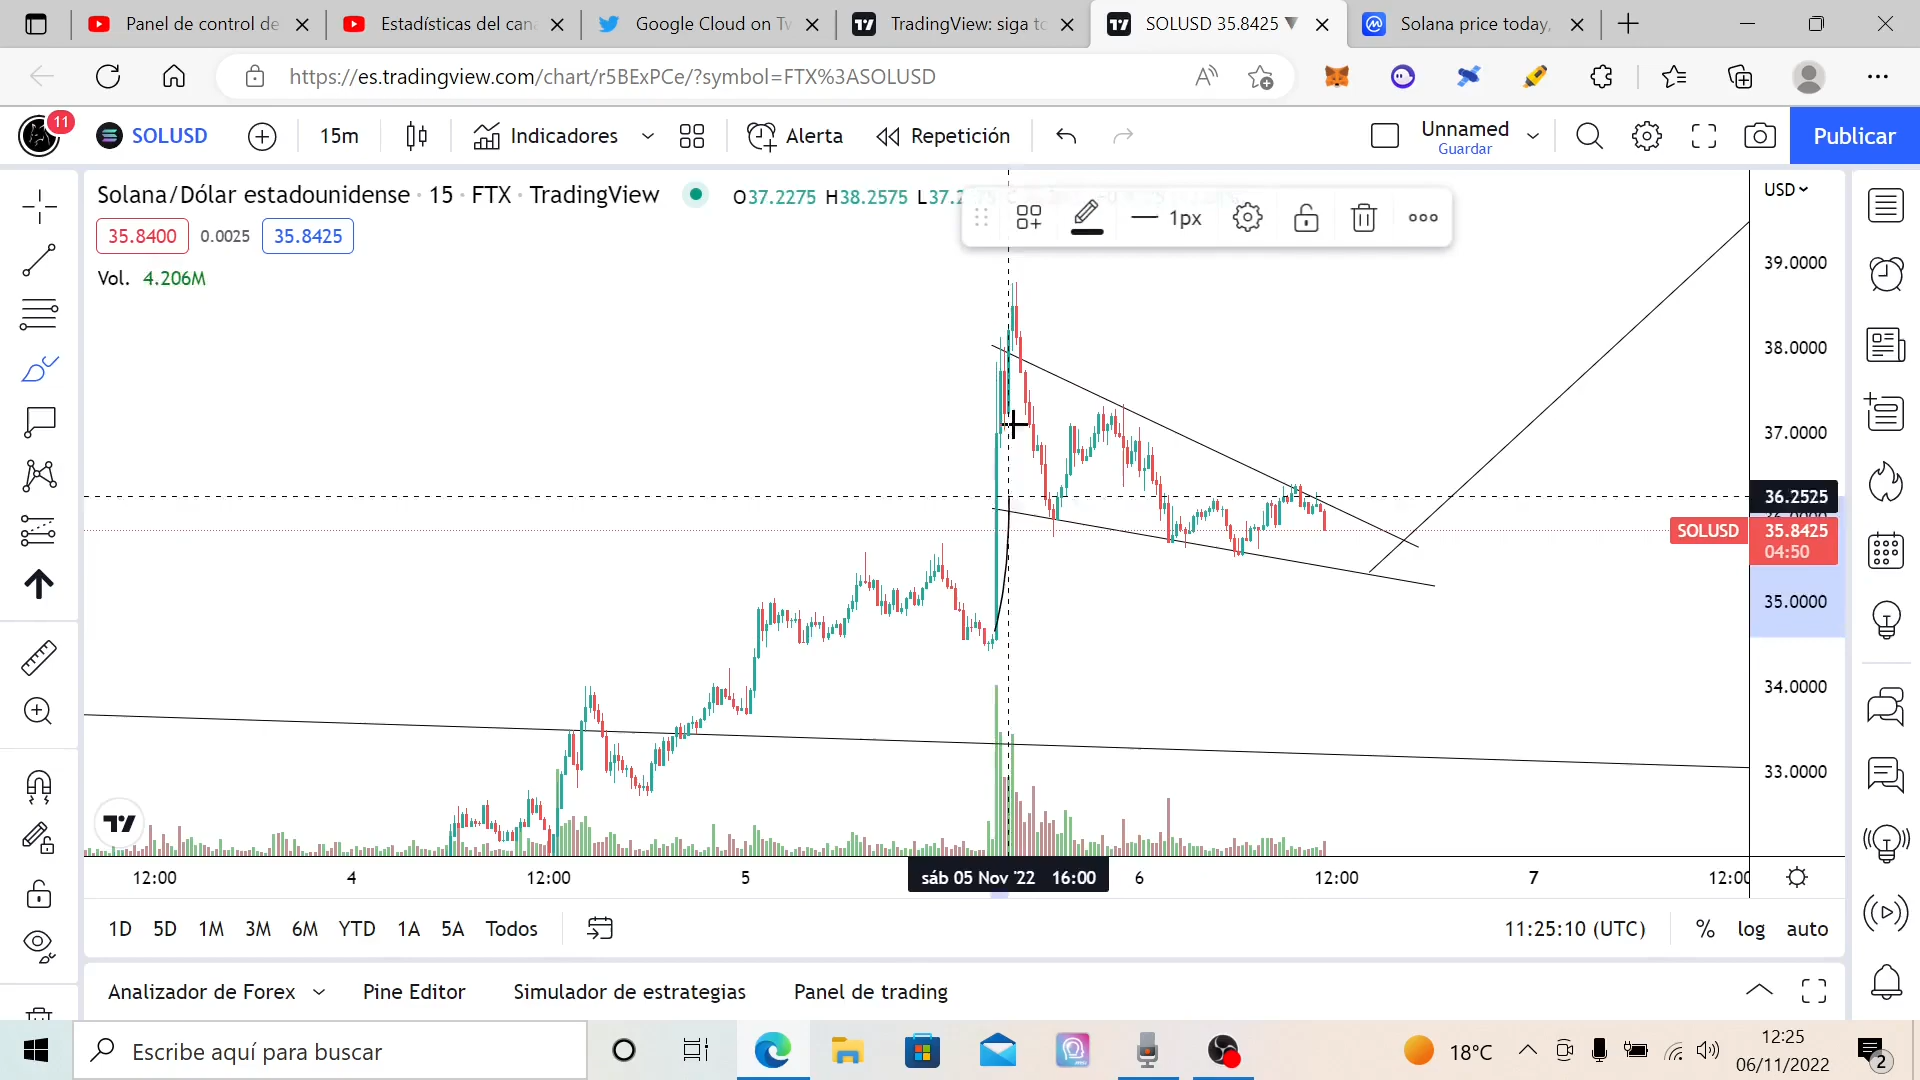 Panel de control de
Estadísticas del cana
Google Cloud on Tw
TradingView: siga to
SOLUSD 35.8425 ▼
Solana price today,
https://es.tradingview.com/chart/r5BExPCe/?symbol=FTX%3ASOLUSD
11
SOLUSD
15m
Indicadores
Alerta
Repetición
Unnamed
Guardar
Publicar
Solana/Dólar estadounidense · 15 · FTX · TradingView
O37.2275 H38.2575
1px
USD
35.8400
0.0025
35.8425
Vol. 4.206M
39.0000
38.0000
37.0000
36.2525
SOLUSD
35.8425
04:50
35.0000
34.0000
33.0000
12:00
4
12:00
5
sáb 05 Nov '22 16:00
6
12:00
7
12:00
1D
5D
1M
3M
6M
YTD
1A
5A
Todos
11:25:10 (UTC)
%
log
auto
Analizador de Forex
Pine Editor
Simulador de estrategias
Panel de trading
Escribe aquí para buscar
18°C
12:25
06/11/2022
2